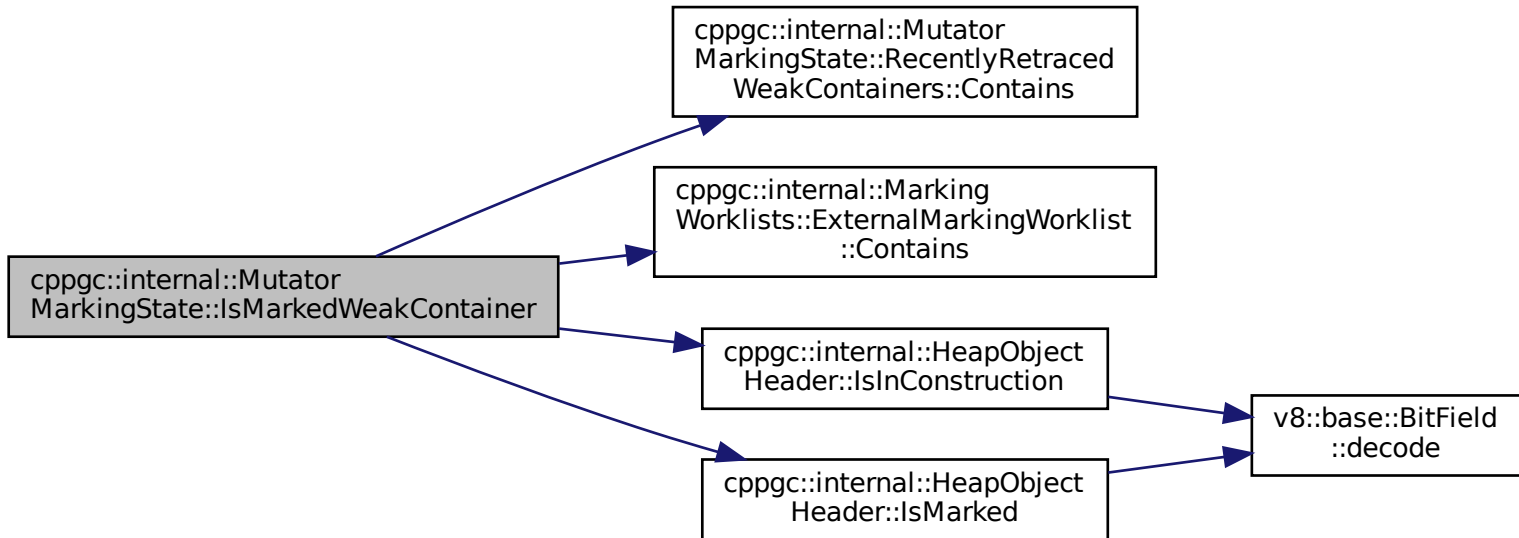 cppgc::internal::Mutator
MarkingState::RecentlyRetraced
WeakContainers::Contains
cppgc::internal::Marking
Worklists::ExternalMarkingWorklist
::Contains
cppgc::internal::Mutator
MarkingState::IsMarkedWeakContainer
cppgc::internal::HeapObject
Header::IsInConstruction
v8::base::BitField
::decode
cppgc::internal::HeapObject
Header::IsMarked